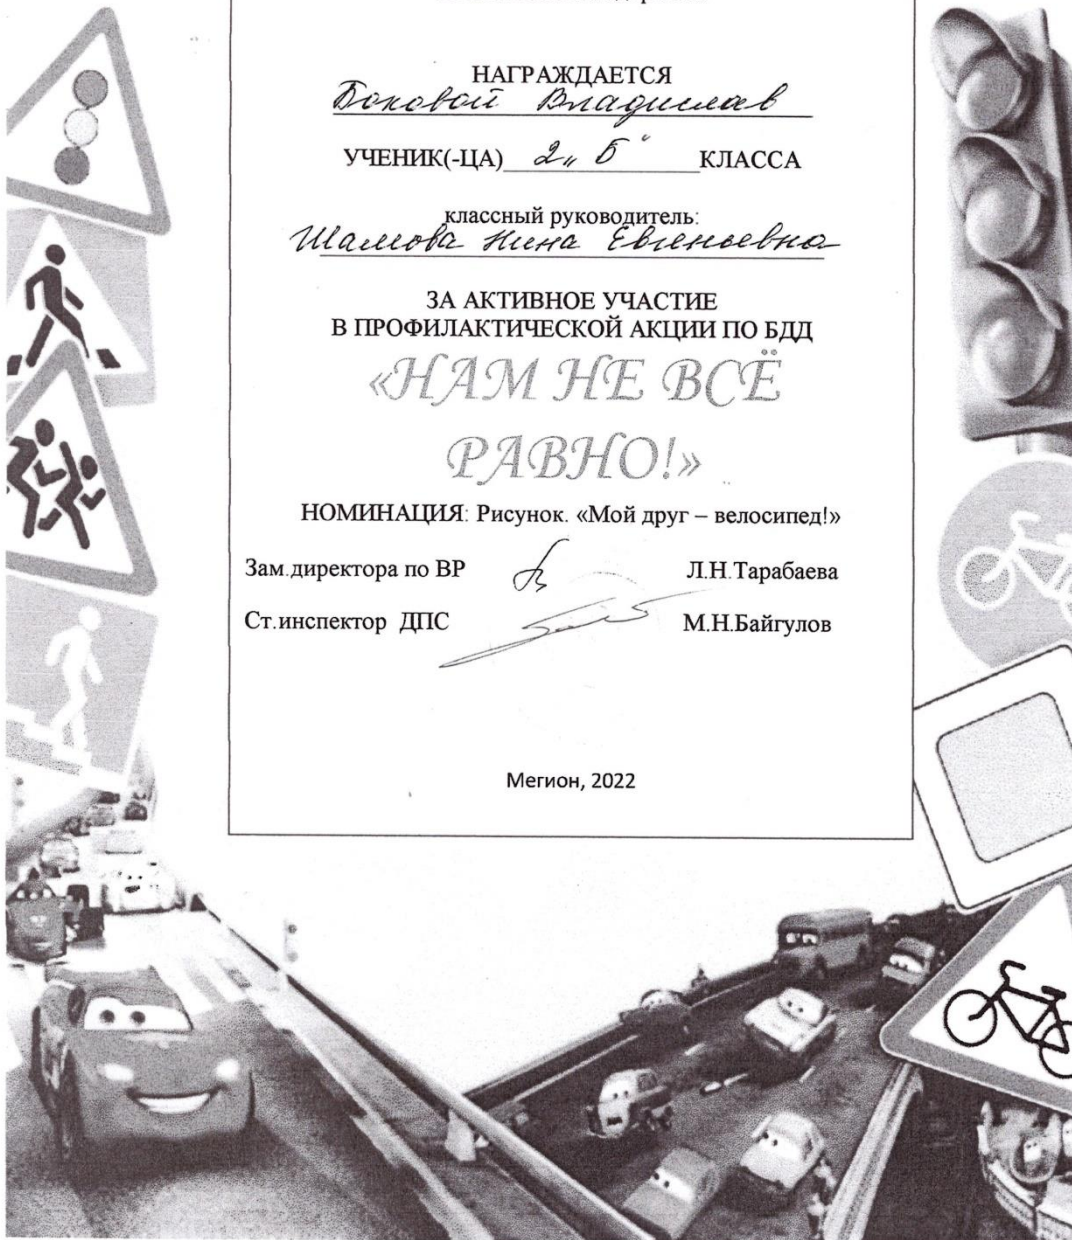 НАГРАЖДАЕТСЯ
Боковой Владислав
УЧЕНИК(-ЦА) 2 „Б" КЛАССА
классный руководитель:
Шамова Нина Евгеньевна
ЗА АКТИВНОЕ УЧАСТИЕ
В ПРОФИЛАКТИЧЕСКОЙ АКЦИИ ПО БДД
«НАМ НЕ ВСЁ
РАВНО!»
НОМИНАЦИЯ: Рисунок. «Мой друг – велосипед!»
Зам.директора по ВР Л.Н.Тарабаева
Ст.инспектор ДПС М.Н.Байгулов
Мегион, 2022